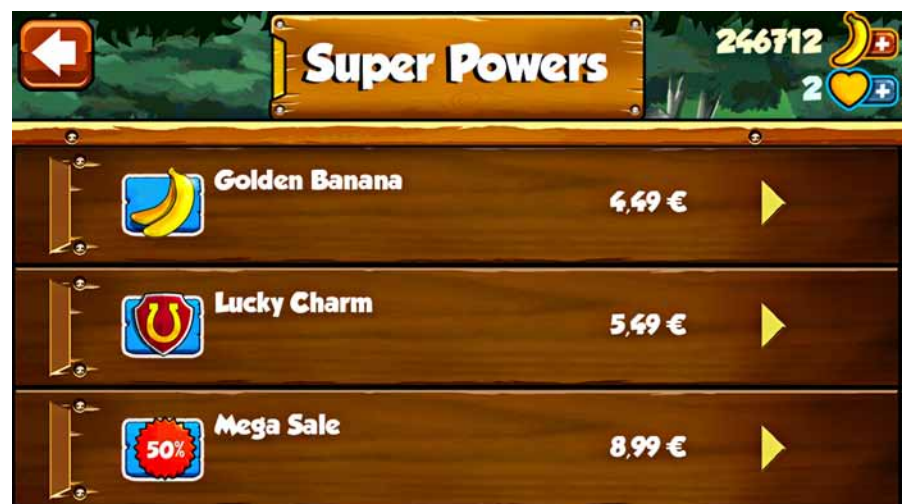 Super Powers
246712
2
Golden Banana
4,49 €
Lucky Charm
5,49 €
Mega Sale
50%
8,99 €